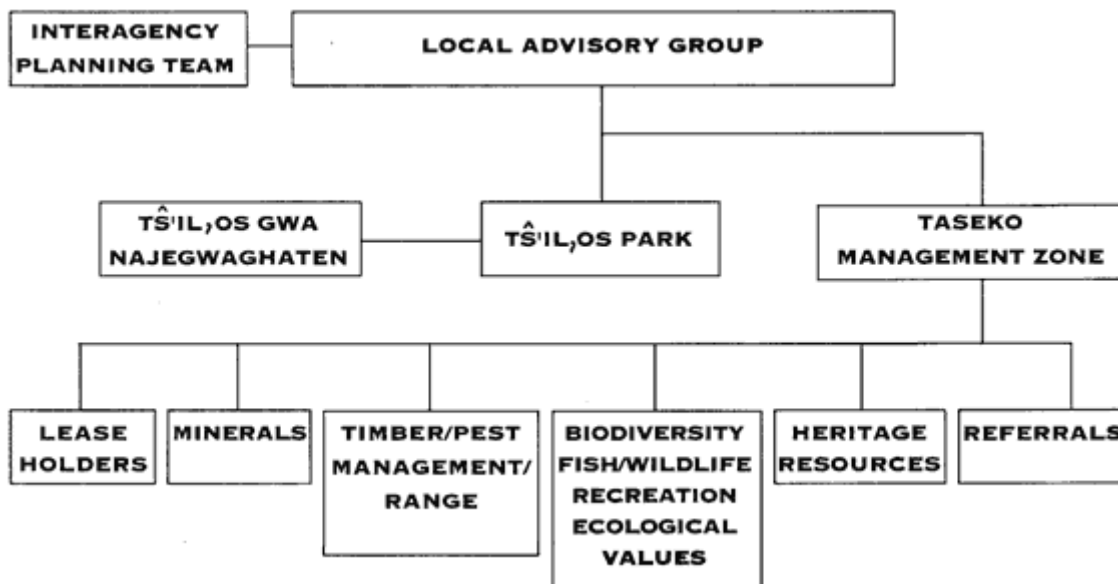 INTERAGENCY
PLANNING TEAM
LOCAL ADVISORY GROUP
TŜ'IL,OS GWA
NAJEGWAGHATEN
TŜ'IL,OS PARK
TASEKO
MANAGEMENT ZONE
LEASE
HOLDERS
MINERALS
TIMBER/PEST
MANAGEMENT/
RANGE
BIODIVERSITY
FISH/WILDLIFE
RECREATION
ECOLOGICAL
VALUES
HERITAGE
RESOURCES
REFERRALS